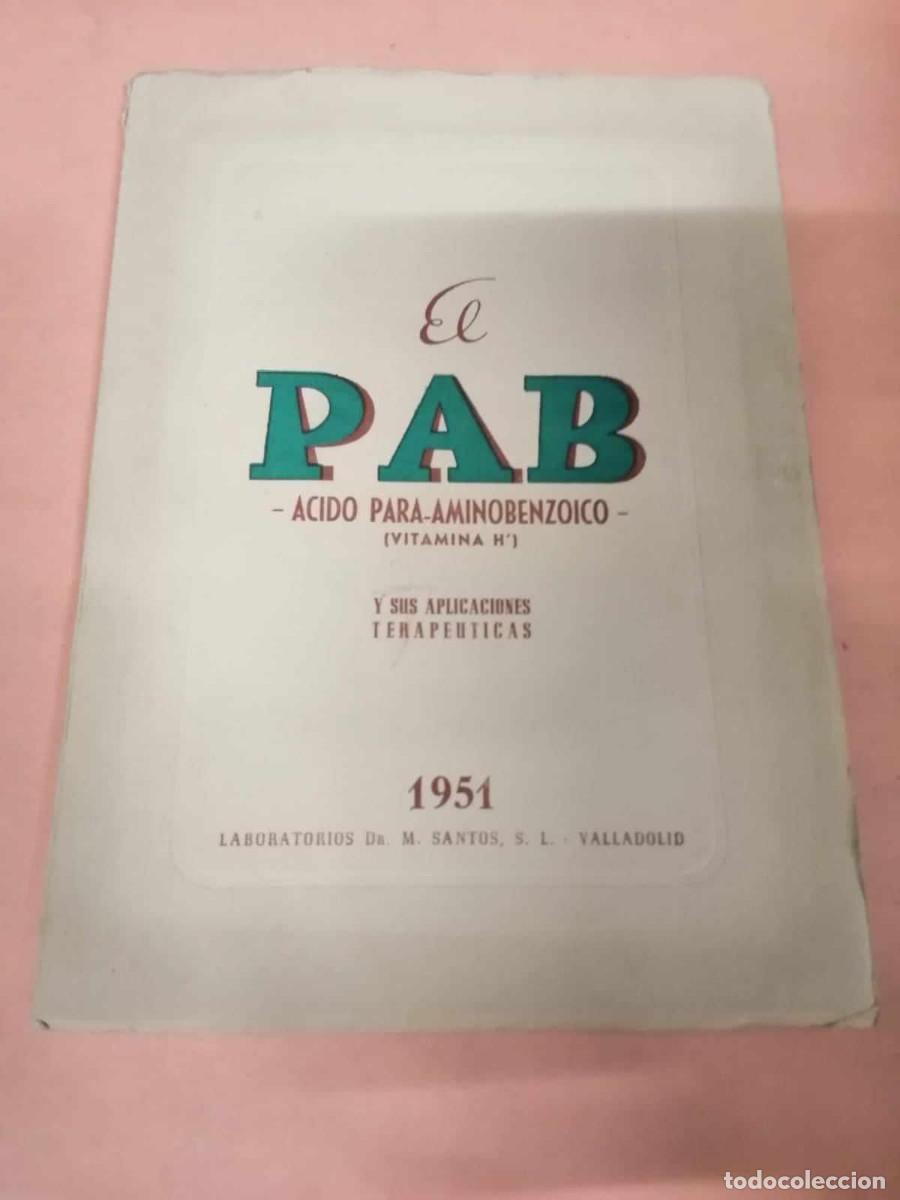 El
PAB
- ACIDO PARA-AMINOBENZOICO -
(VITAMINA H')
Y SUS APLICACIONES
TERAPEUTICAS
1951
LABORATORIOS DR. M. SANTOS, S. L. - VALLADOLID
todocoleccion